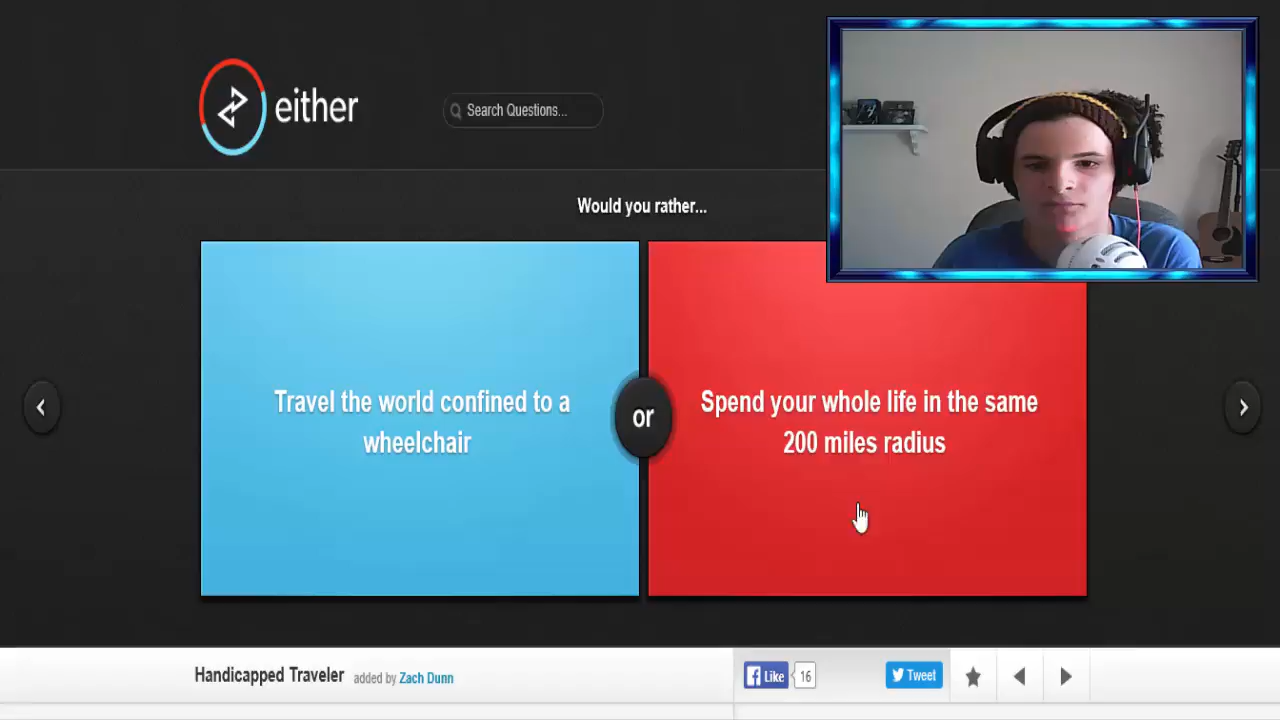 either
Search Questions...
Would you rather...
Travel the world confined to a
wheelchair
or
Spend your whole life in the same
200 miles radius
Handicapped Traveler added by Zach Dunn
Like 16
Tweet